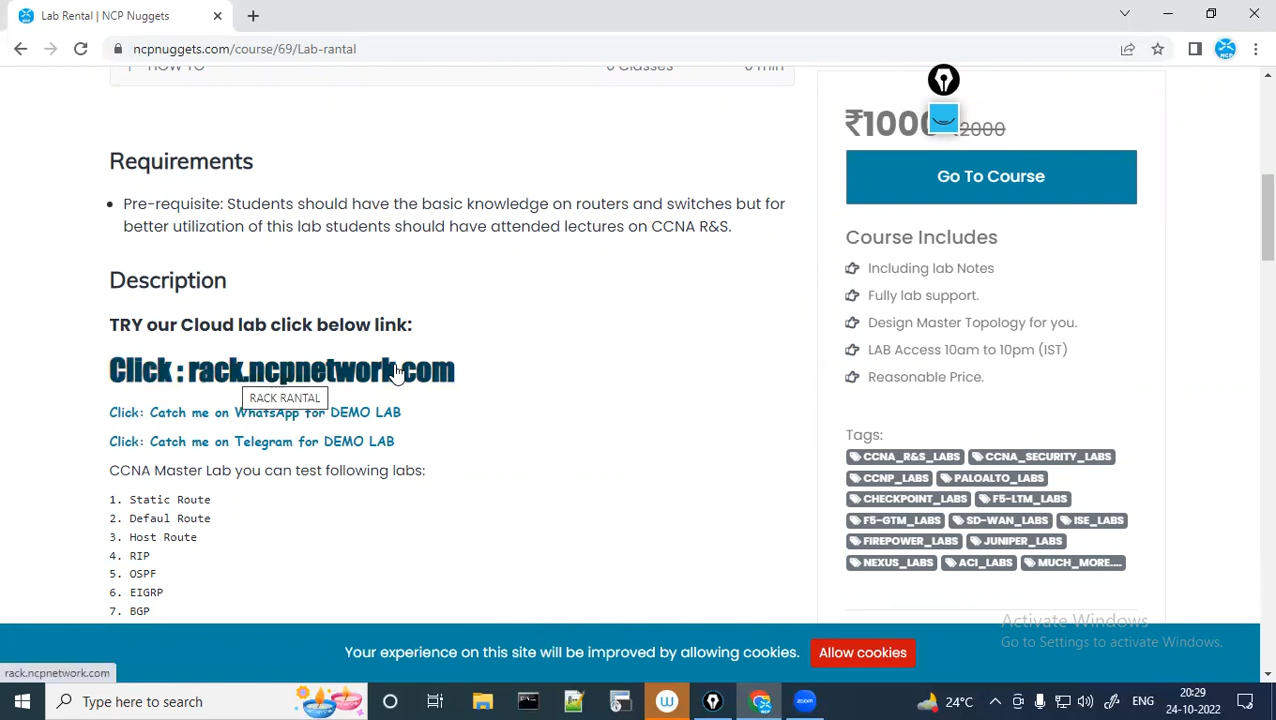 Lab Rental | NCP Nuggets
ncpnuggets.com/course/69/Lab-rantal
HOW TO 0 Classes 0 min
Requirements
Pre-requisite: Students should have the basic knowledge on routers and switches but for
better utilization of this lab students should have attended lectures on CCNA R&S.
Description
TRY our Cloud lab click below link:
Click : rack.ncpnetwork.com
RACK RANTAL
Click: Catch me on WhatsApp for DEMO LAB
Click: Catch me on Telegram for DEMO LAB
CCNA Master Lab you can test following labs:
1. Static Route
2. Defaul Route
3. Host Route
4. RIP
5. OSPF
6. EIGRP
7. BGP
₹1000 ₹2000
Go To Course
Course Includes
Including lab Notes
Fully lab support.
Design Master Topology for you.
LAB Access 10am to 10pm (IST)
Reasonable Price.
Tags:
CCNA_R&S_LABS CCNA_SECURITY_LABS
CCNP_LABS PALOALTO_LABS
CHECKPOINT_LABS F5-LTM_LABS
F5-GTM_LABS SD-WAN_LABS ISE_LABS
FIREPOWER_LABS JUNIPER_LABS
NEXUS_LABS ACI_LABS MUCH_MORE....
Activate Windows
Go to Settings to activate Windows.
Your experience on this site will be improved by allowing cookies. Allow cookies
rack.ncpnetwork.com
Type here to search
24°C
ENG
20:29
24-10-2022